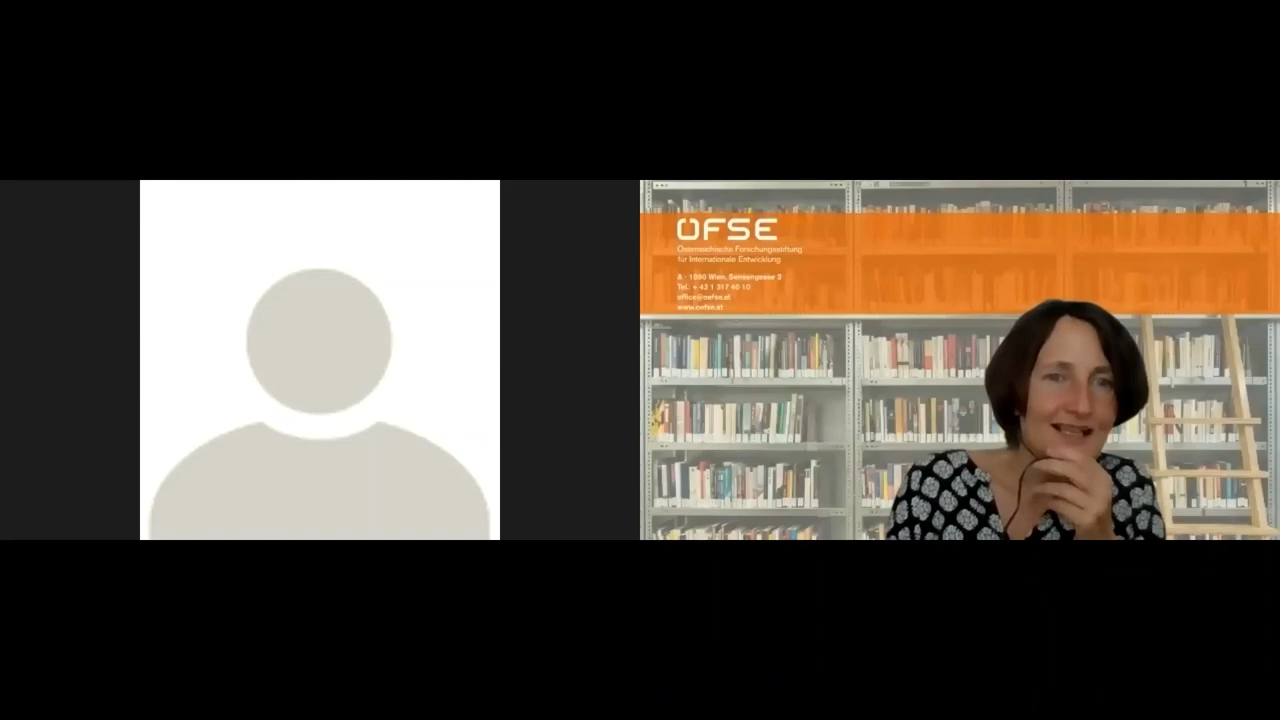 ÖFSE
Österreichische Forschungsstiftung
für Internationale Entwicklung
A - 1090 Wien, Sensengasse 3
Tel.: + 43 1 317 40 10
office@oefse.at
www.oefse.at